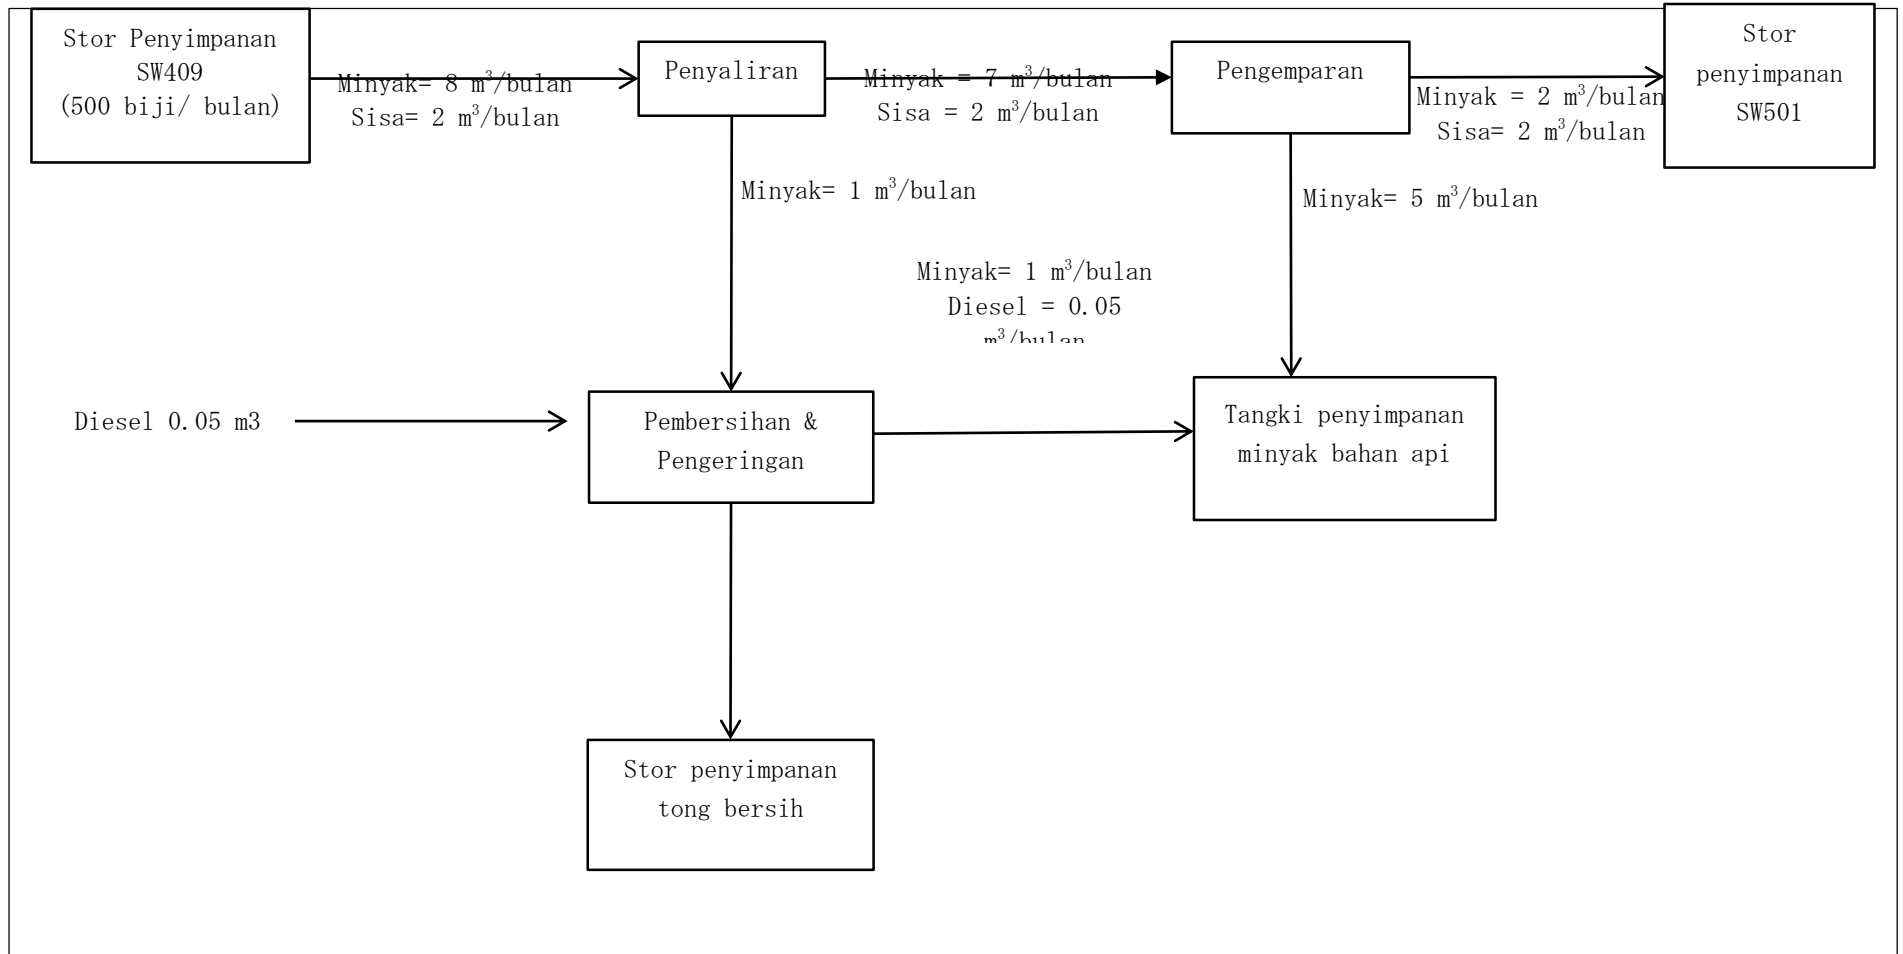 Stor Penyimpanan
SW409
(500 biji/ bulan)
Minyak= 8 m³/bulan
Sisa= 2 m³/bulan
Penyaliran
Minyak = 7 m³/bulan
Sisa = 2 m³/bulan
Pengemparan
Minyak = 2 m³/bulan
Sisa= 2 m³/bulan
Stor
penyimpanan
SW501
Minyak= 1 m³/bulan
Minyak= 5 m³/bulan
Minyak= 1 m³/bulan
Diesel = 0.05
m³/bulan
Diesel 0.05 m3
Pembersihan &
Pengeringan
Tangki penyimpanan
minyak bahan api
Stor penyimpanan
tong bersih